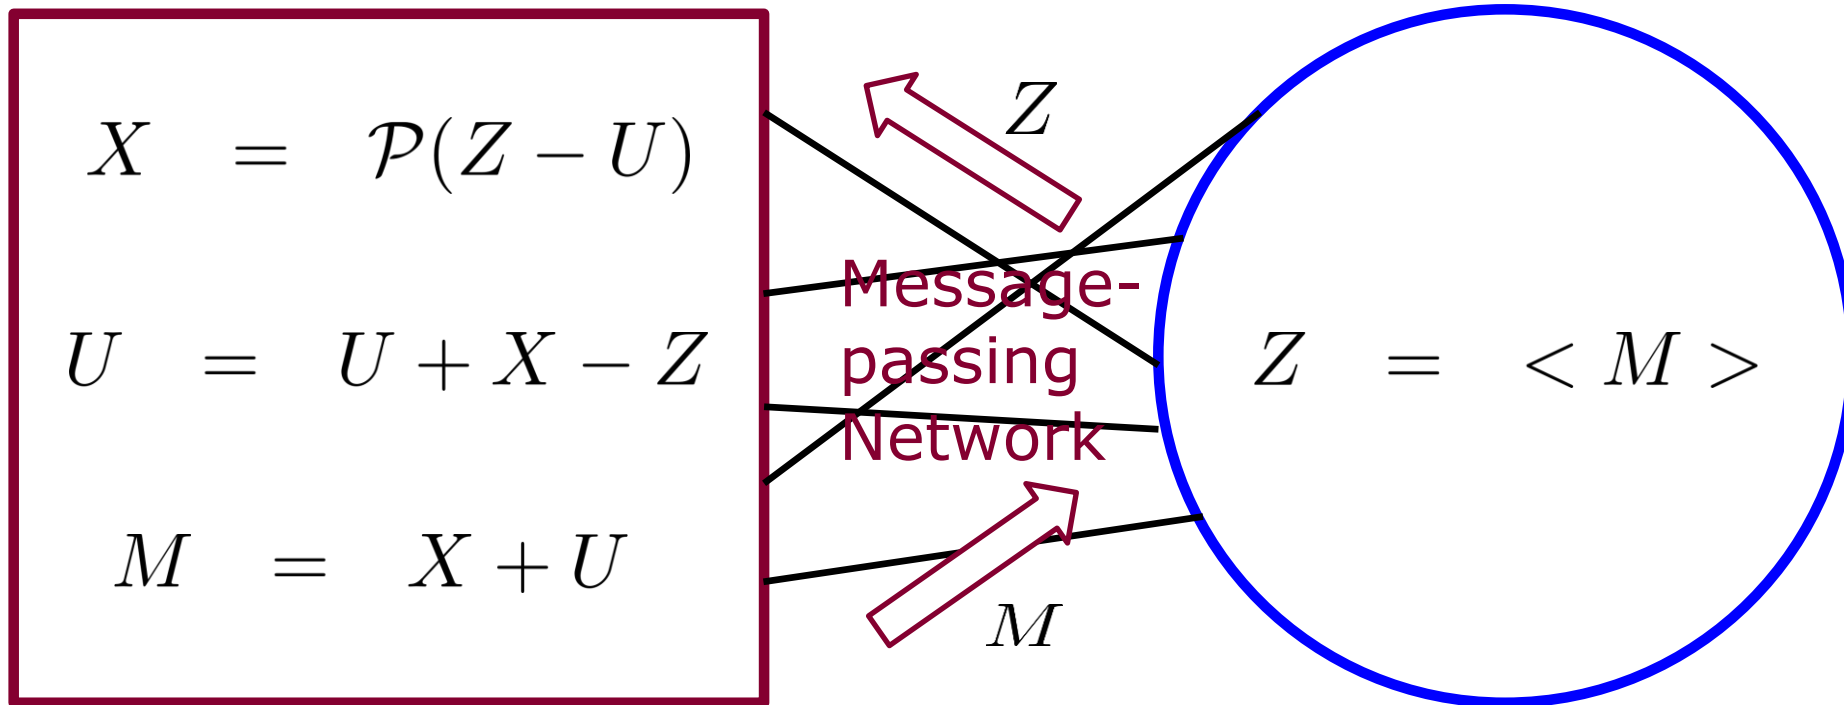 X = 𝒫(Z − U)
U = U + X − Z
M = X + U
Z
Message-
passing
Network
M
Z = < M >